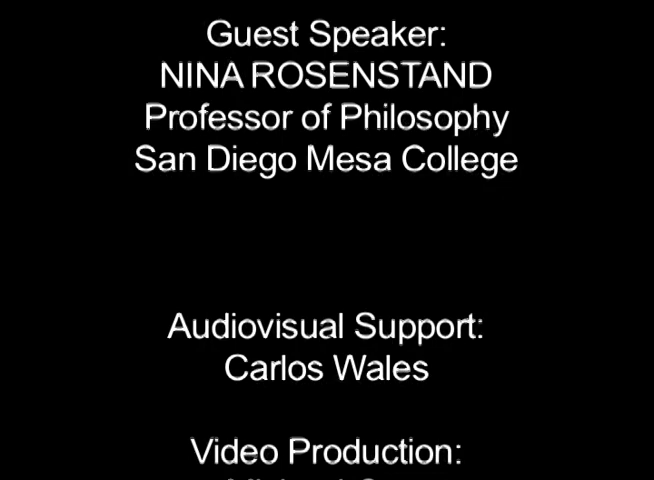 Guest Speaker:
NINA ROSENSTAND
Professor of Philosophy
San Diego Mesa College
Audiovisual Support:
Carlos Wales
Video Production: